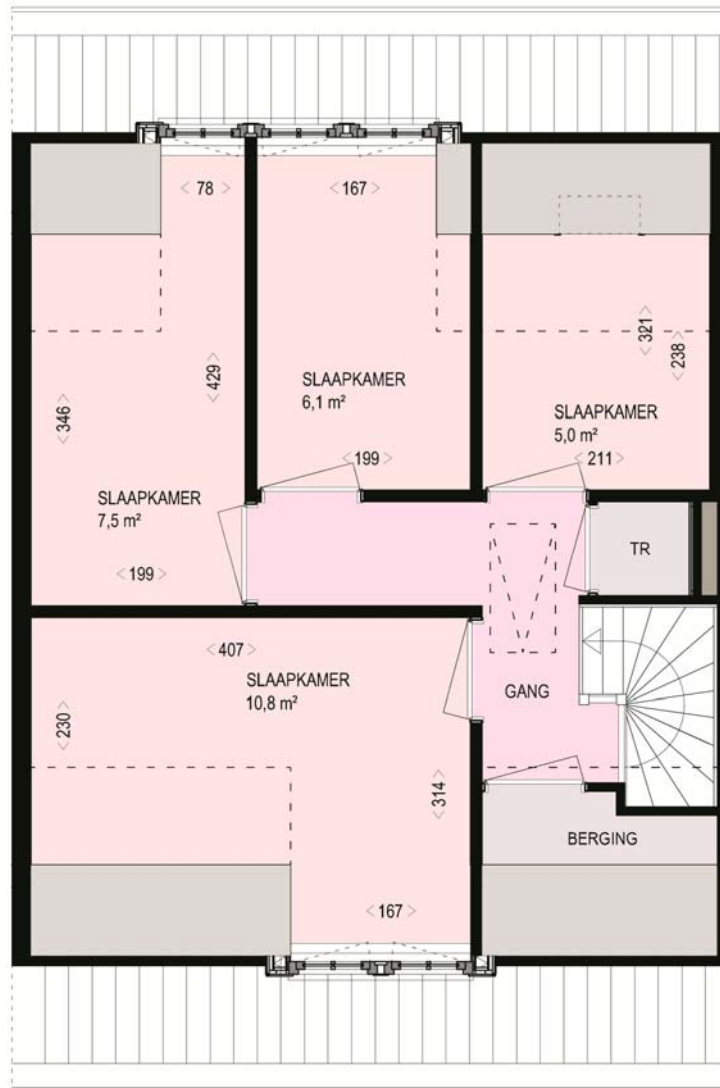 < 78 >
< 167 >
SLAAPKAMER
6,1 m²
< 199 >
< 321 >
< 238 >
SLAAPKAMER
5,0 m²
< 211 >
< 429 >
< 346 >
SLAAPKAMER
7,5 m²
< 199 >
TR
< 407 >
SLAAPKAMER
10,8 m²
< 230 >
< 314 >
< 167 >
GANG
BERGING